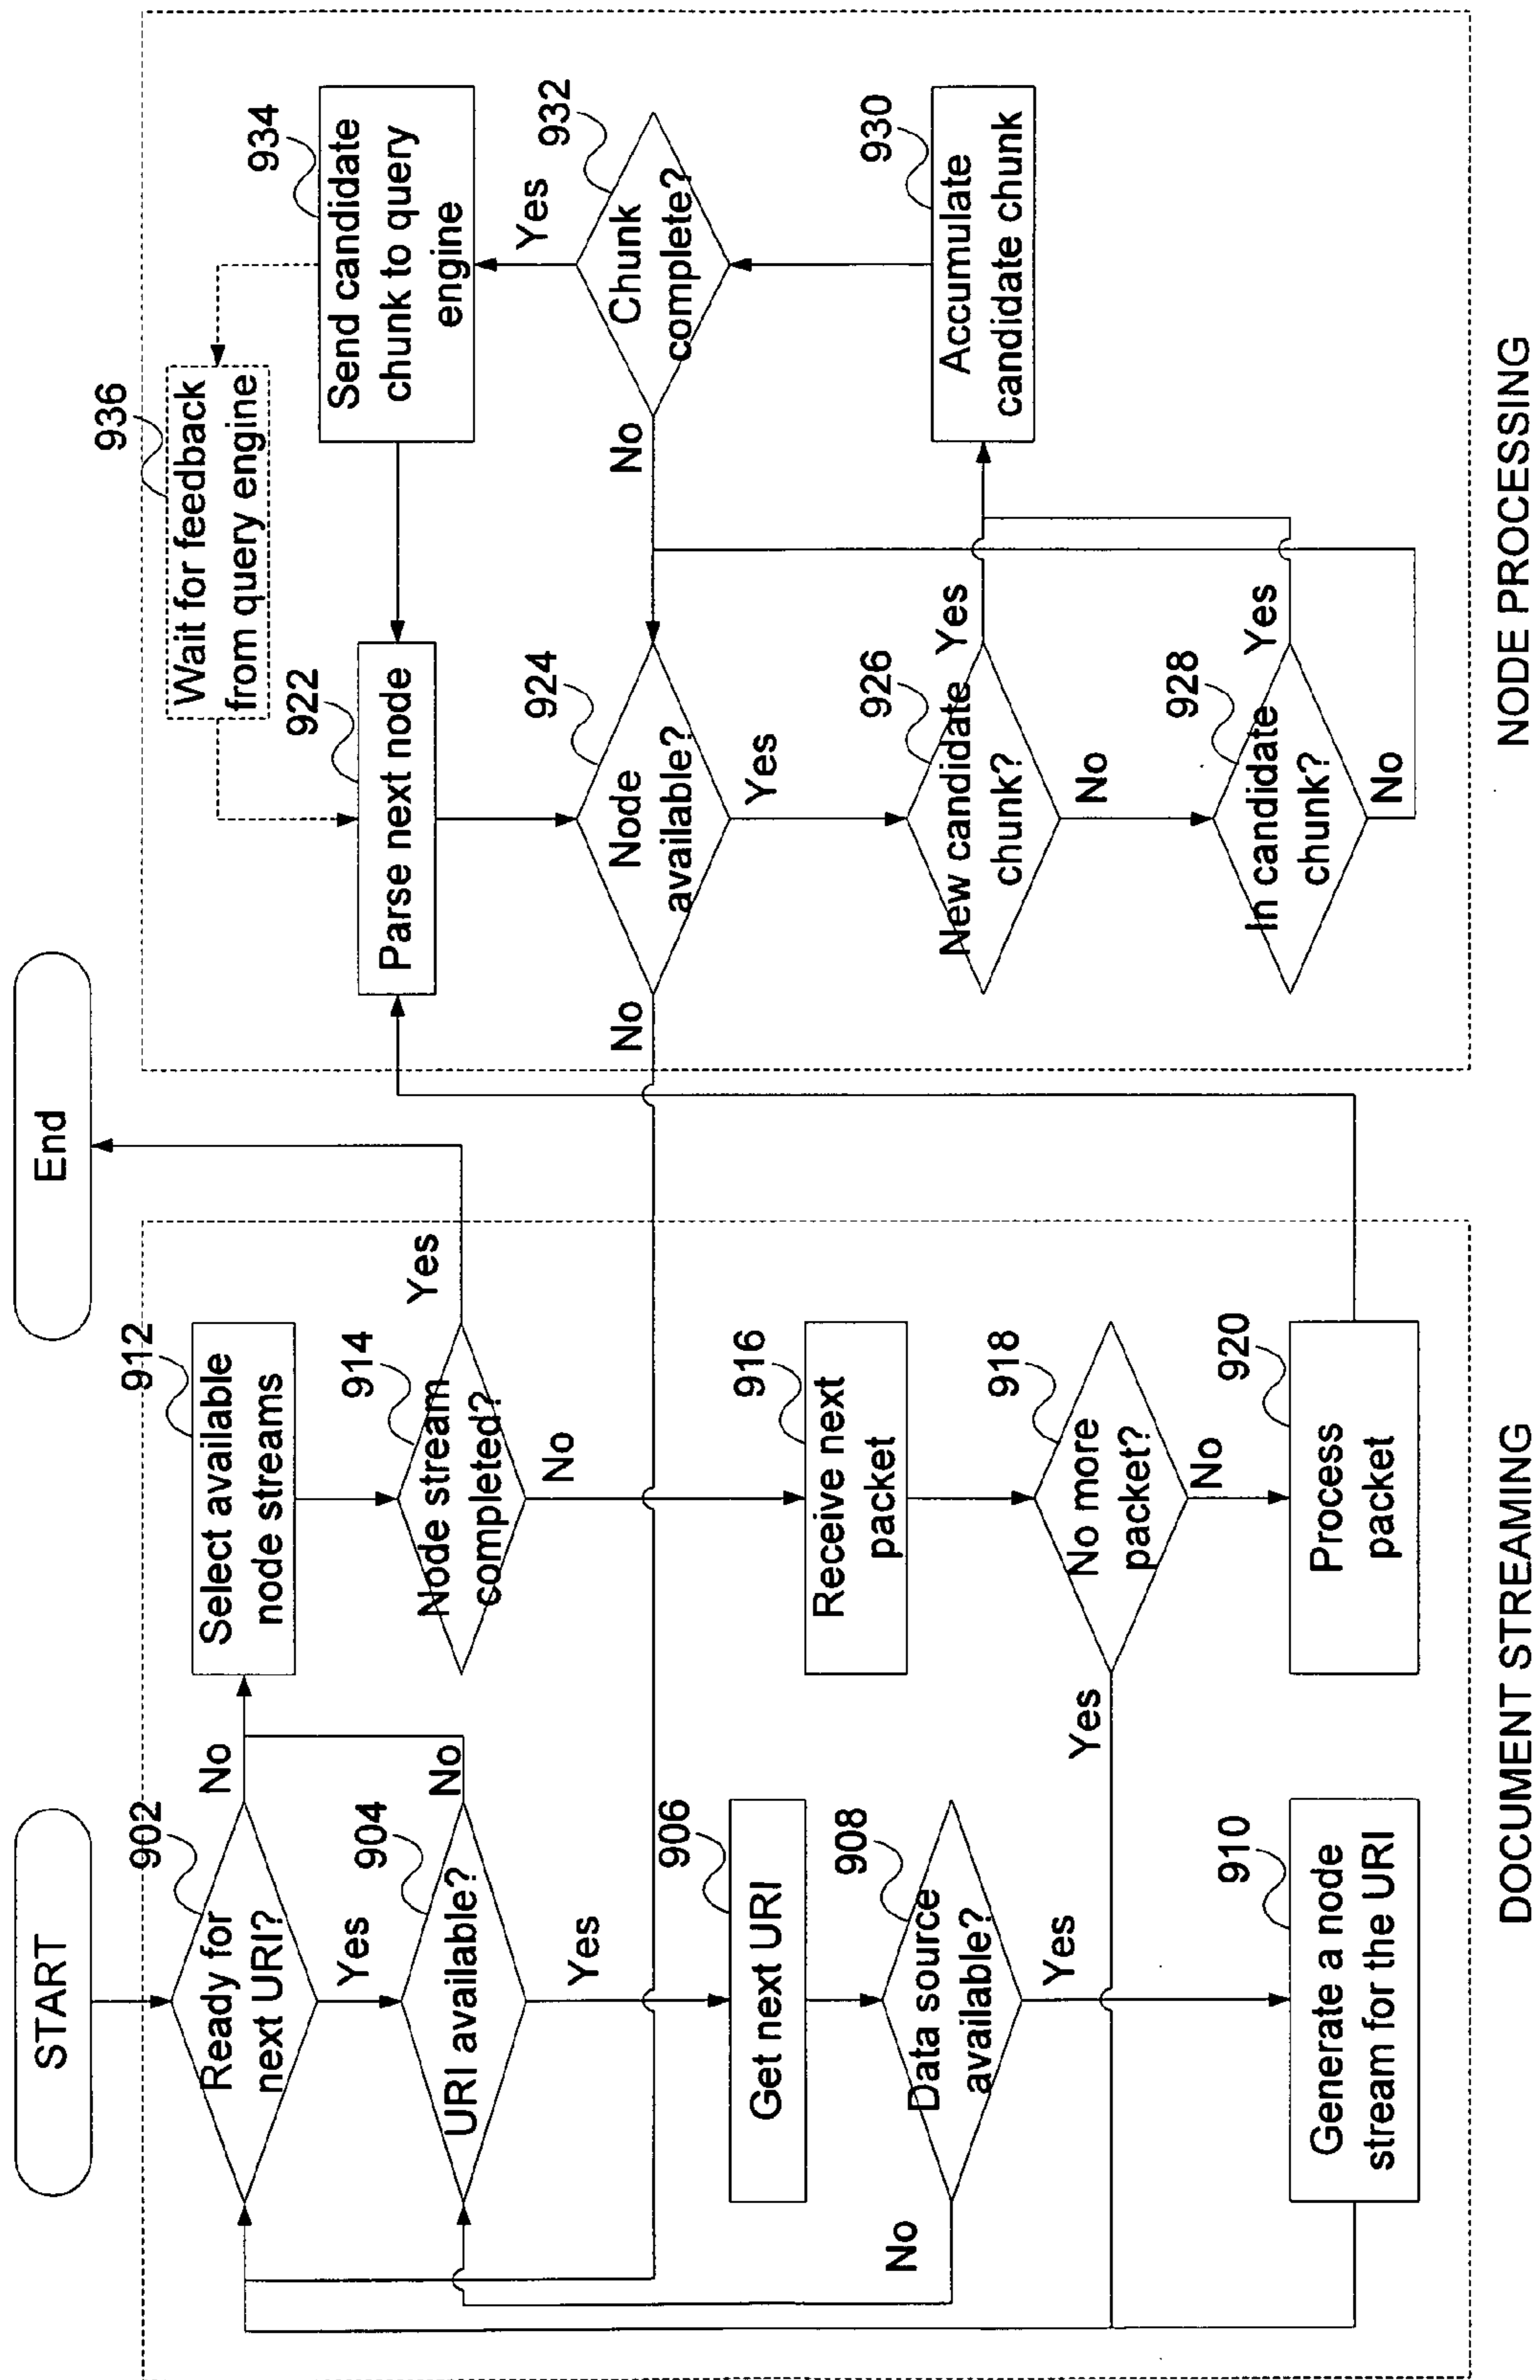 START
902
Ready for
next URI?
No
Yes
904
URI available?
No
Yes
906
Get next URI
908
Data source
available?
No
Yes
910
Generate a node
stream for the URI
912
Select available
node streams
914
Node stream
completed?
Yes
No
916
Receive next
packet
918
No more
packet?
Yes
No
920
Process
packet
DOCUMENT STREAMING
End
936
Wait for feedback
from query engine
922
Parse next node
924
Node
available?
No
Yes
926
New candidate
chunk?
Yes
No
928
In candidate
chunk?
Yes
No
934
Send candidate
chunk to query
engine
Yes
932
Chunk
complete?
No
930
Accumulate
candidate chunk
NODE PROCESSING